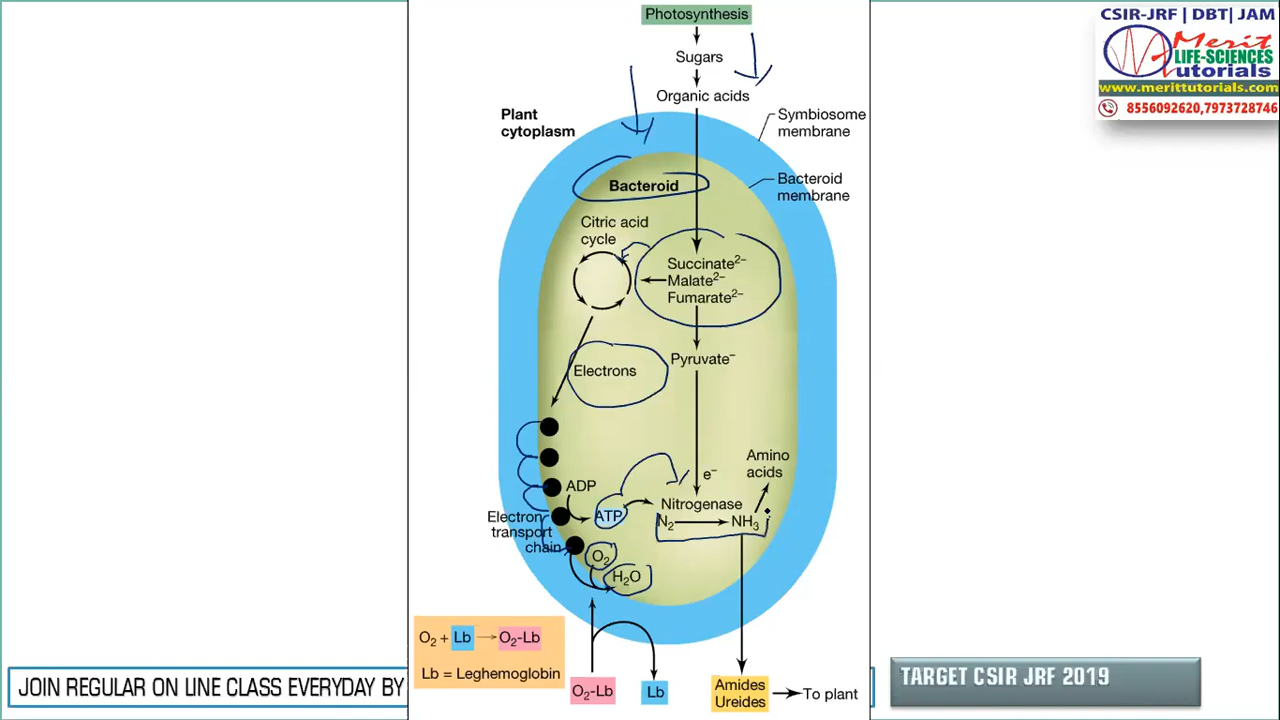 Photosynthesis
Sugars
Organic acids
Plant
cytoplasm
Symbiosome
membrane
Bacteroid
Bacteroid
membrane
Citric acid
cycle
Succinate²⁻
Malate²⁻
Fumarate²⁻
Pyruvate⁻
Electrons
Amino
acids
e⁻
ADP
ATP
Nitrogenase
N₂
NH₃
Electron
transport
chain
O₂
H₂O
O₂ + Lb → O₂-Lb
Lb = Leghemoglobin
O₂-Lb
Lb
Amides
Ureides
To plant
CSIR-JRF | DBT| JAM
Merit
LIFE-SCIENCES
utorials
www.merittutorials.com
8556092620,7973728746
JOIN REGULAR ON LINE CLASS EVERYDAY BY
TARGET CSIR JRF 2019